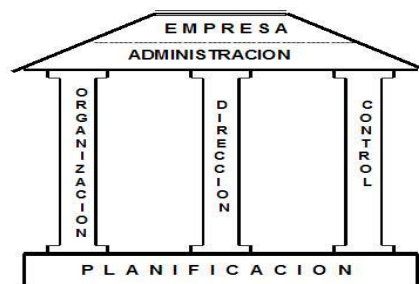 EMPRESA
ADMINISTRACION
ORGANIZACION
DIRECCION
CONTROL
PLANIFICACION